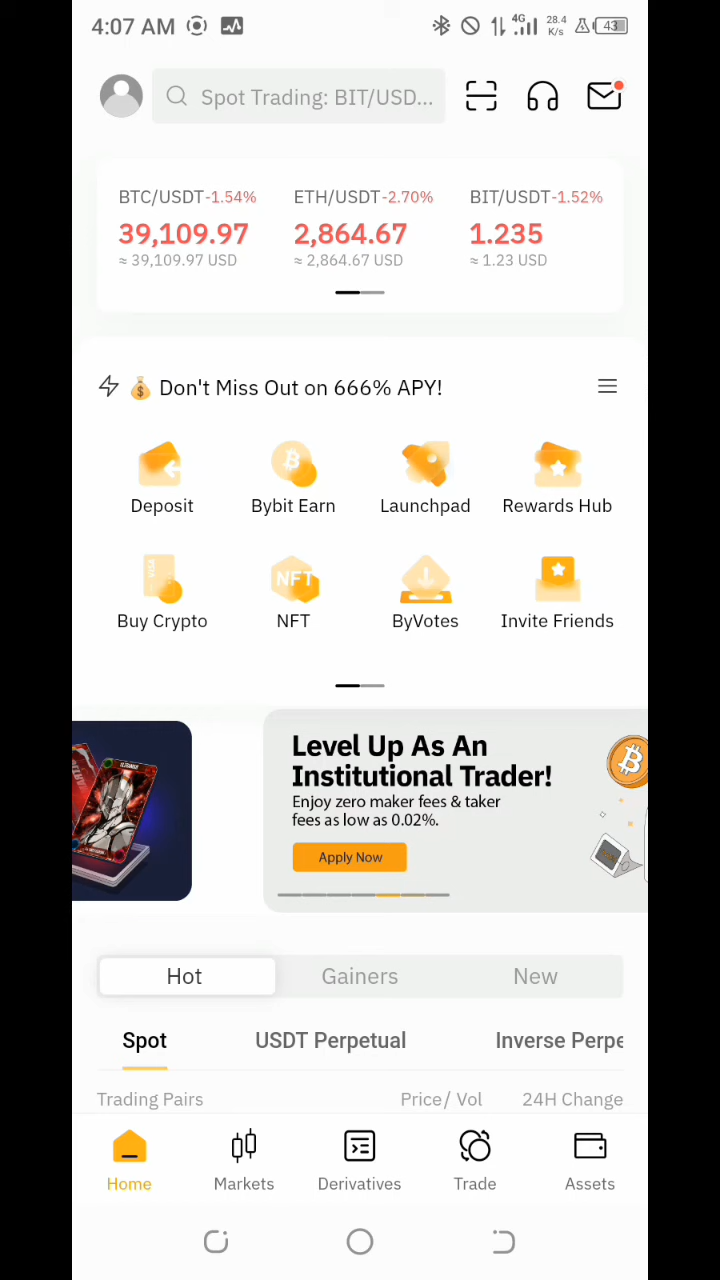 4:07 AM 4G 28.4 K/s 43
Spot Trading: BIT/USD...
BTC/USDT-1.54% ETH/USDT-2.70% BIT/USDT-1.52%
39,109.97 2,864.67 1.235
≈ 39,109.97 USD ≈ 2,864.67 USD ≈ 1.23 USD
Don't Miss Out on 666% APY!
Deposit Bybit Earn Launchpad Rewards Hub
VISA NFT
Buy Crypto NFT ByVotes Invite Friends
Level Up As An
Institutional Trader!
Enjoy zero maker fees & taker
fees as low as 0.02%.
Apply Now
Hot Gainers New
Spot USDT Perpetual Inverse Perpe
Trading Pairs Price/ Vol 24H Change
Home Markets Derivatives Trade Assets